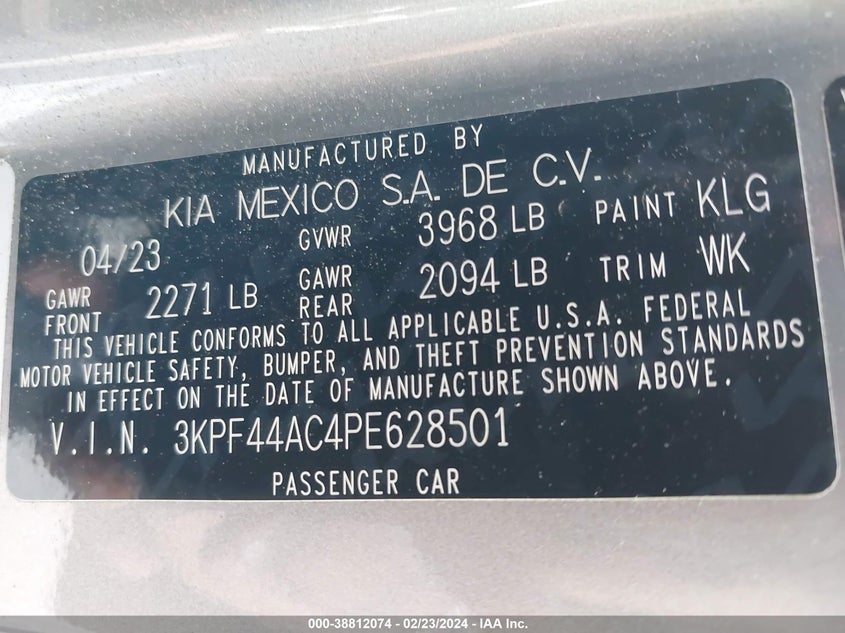 MANUFACTURED BY
KIA MEXICO S.A. DE C.V.
04/23 GVWR 3968 LB PAINT KLG
GAWR FRONT 2271 LB GAWR REAR 2094 LB TRIM WK
THIS VEHICLE CONFORMS TO ALL APPLICABLE U.S.A. FEDERAL
MOTOR VEHICLE SAFETY, BUMPER, AND THEFT PREVENTION STANDARDS
IN EFFECT ON THE DATE OF MANUFACTURE SHOWN ABOVE.
V.I.N. 3KPF44AC4PE628501
PASSENGER CAR
000-38812074 - 02/23/2024 - IAA Inc.